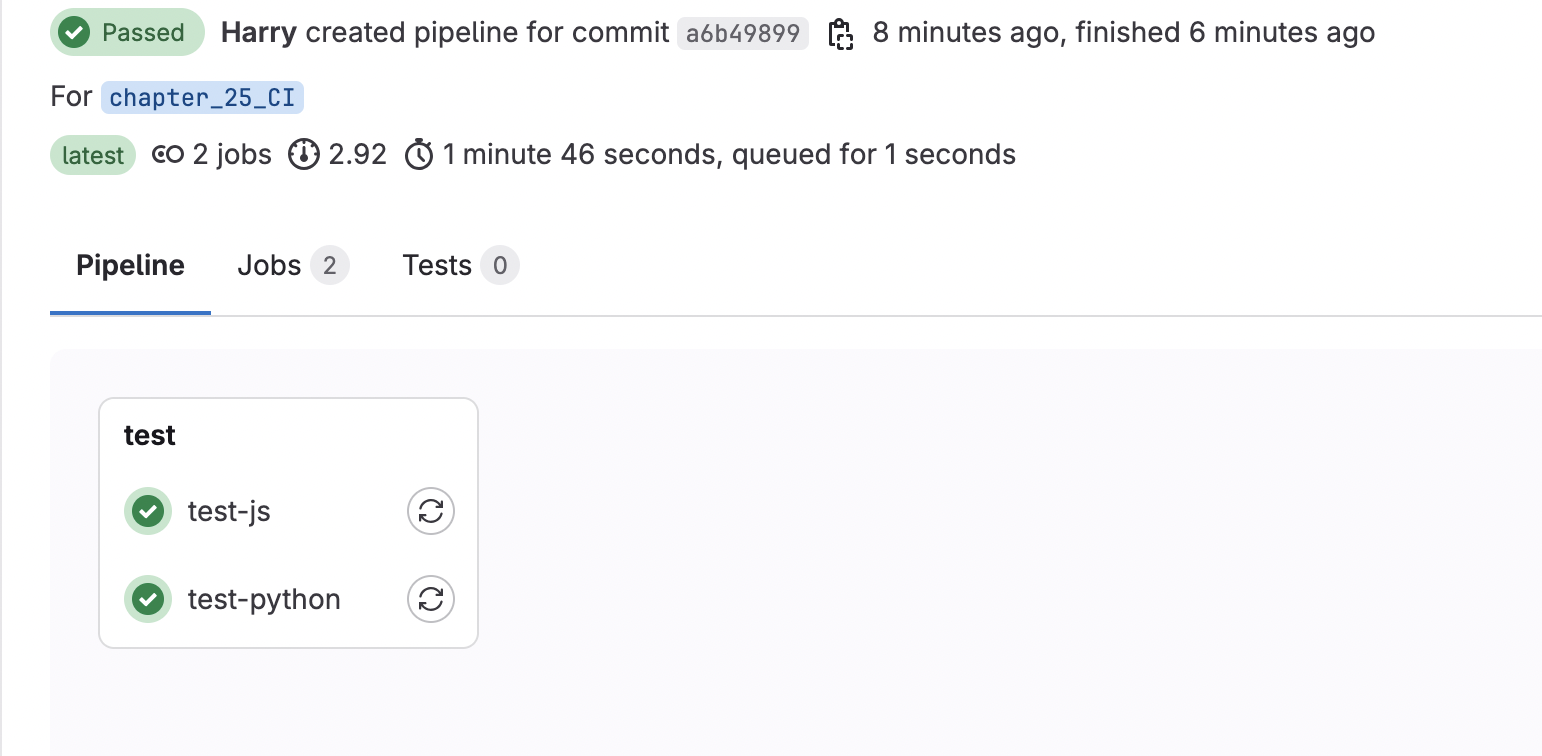 Passed Harry created pipeline for commit a6b49899 8 minutes ago, finished 6 minutes ago
For chapter_25_CI
latest 2 jobs 2.92 1 minute 46 seconds, queued for 1 seconds
Pipeline Jobs 2 Tests 0
test
test-js
test-python